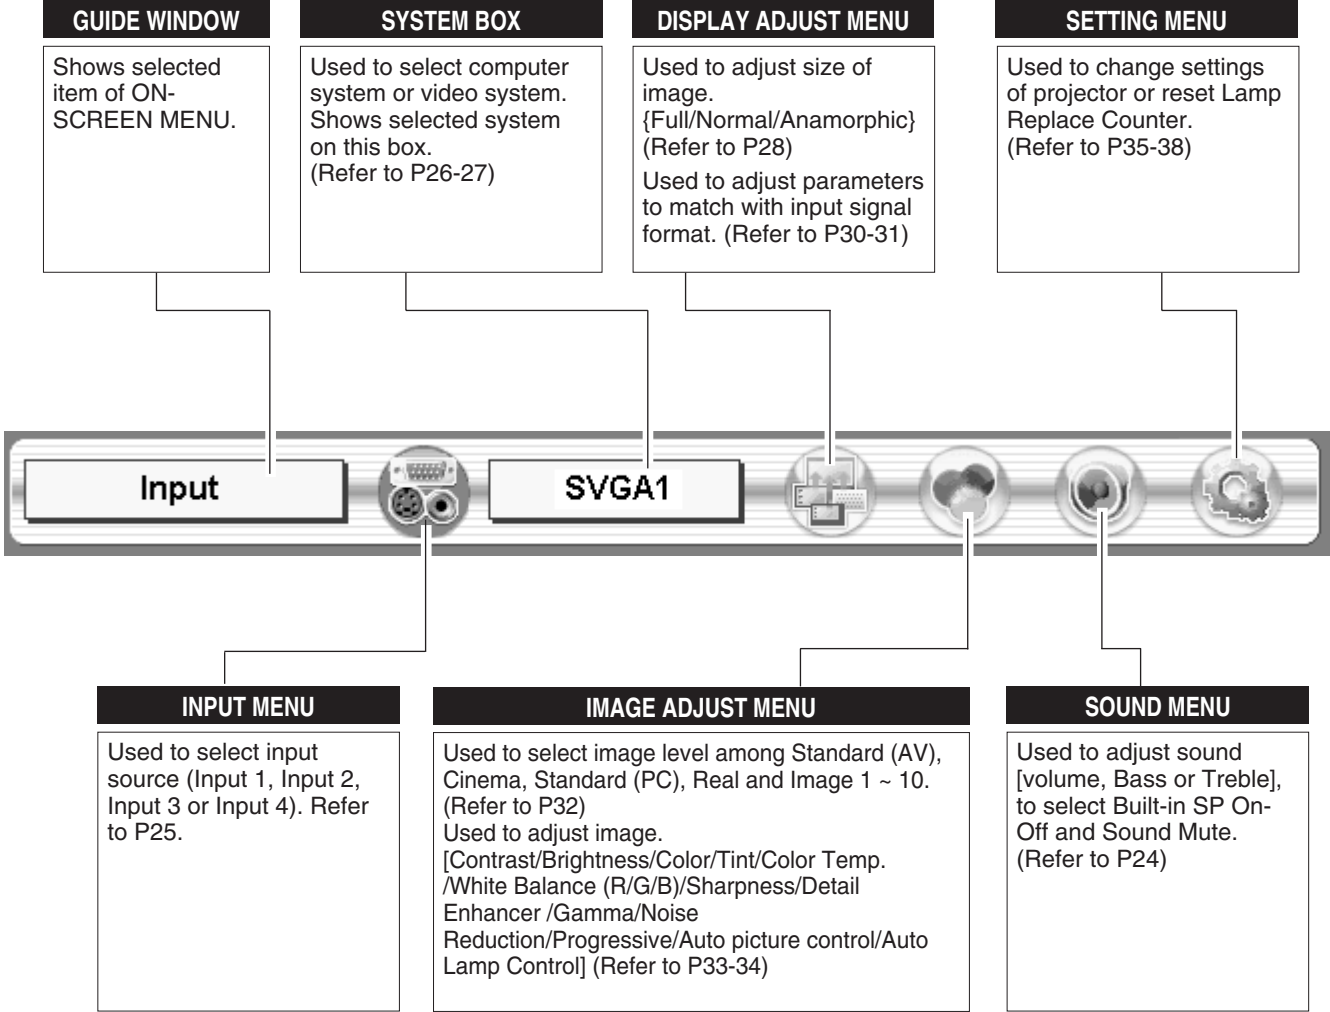 GUIDE WINDOW
Shows selected
item of ON-
SCREEN MENU.
SYSTEM BOX
Used to select computer
system or video system.
Shows selected system
on this box.
(Refer to P26-27)
DISPLAY ADJUST MENU
Used to adjust size of
image.
{Full/Normal/Anamorphic}
(Refer to P28)
Used to adjust parameters
to match with input signal
format. (Refer to P30-31)
SETTING MENU
Used to change settings
of projector or reset Lamp
Replace Counter.
(Refer to P35-38)
Input
SVGA1
INPUT MENU
Used to select input
source (Input 1, Input 2,
Input 3 or Input 4). Refer
to P25.
IMAGE ADJUST MENU
Used to select image level among Standard (AV),
Cinema, Standard (PC), Real and Image 1 ~ 10.
(Refer to P32)
Used to adjust image.
[Contrast/Brightness/Color/Tint/Color Temp.
/White Balance (R/G/B)/Sharpness/Detail
Enhancer /Gamma/Noise
Reduction/Progressive/Auto picture control/Auto
Lamp Control] (Refer to P33-34)
SOUND MENU
Used to adjust sound
[volume, Bass or Treble],
to select Built-in SP On-
Off and Sound Mute.
(Refer to P24)